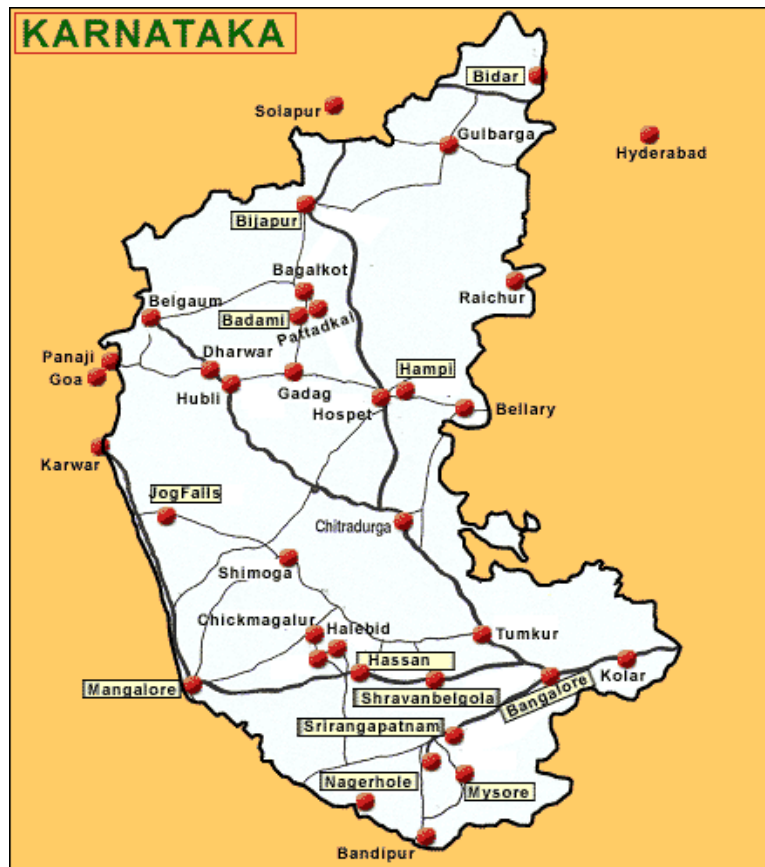 KARNATAKA
Bidar
Solapur
Gulbarga
Hyderabad
Bijapur
Bagalkot
Raichur
Belgaum
Badami
Pattadkal
Panaji
Dharwar
Goa
Hampi
Hubli
Gadag
Hospet
Bellary
Karwar
JogFalls
Chitradurga
Shimoga
Chickmagalur
Halebid
Tumkur
Hassan
Kolar
Mangalore
Shravanbelgola
Bangalore
Srirangapatnam
Nagerhole
Mysore
Bandipur